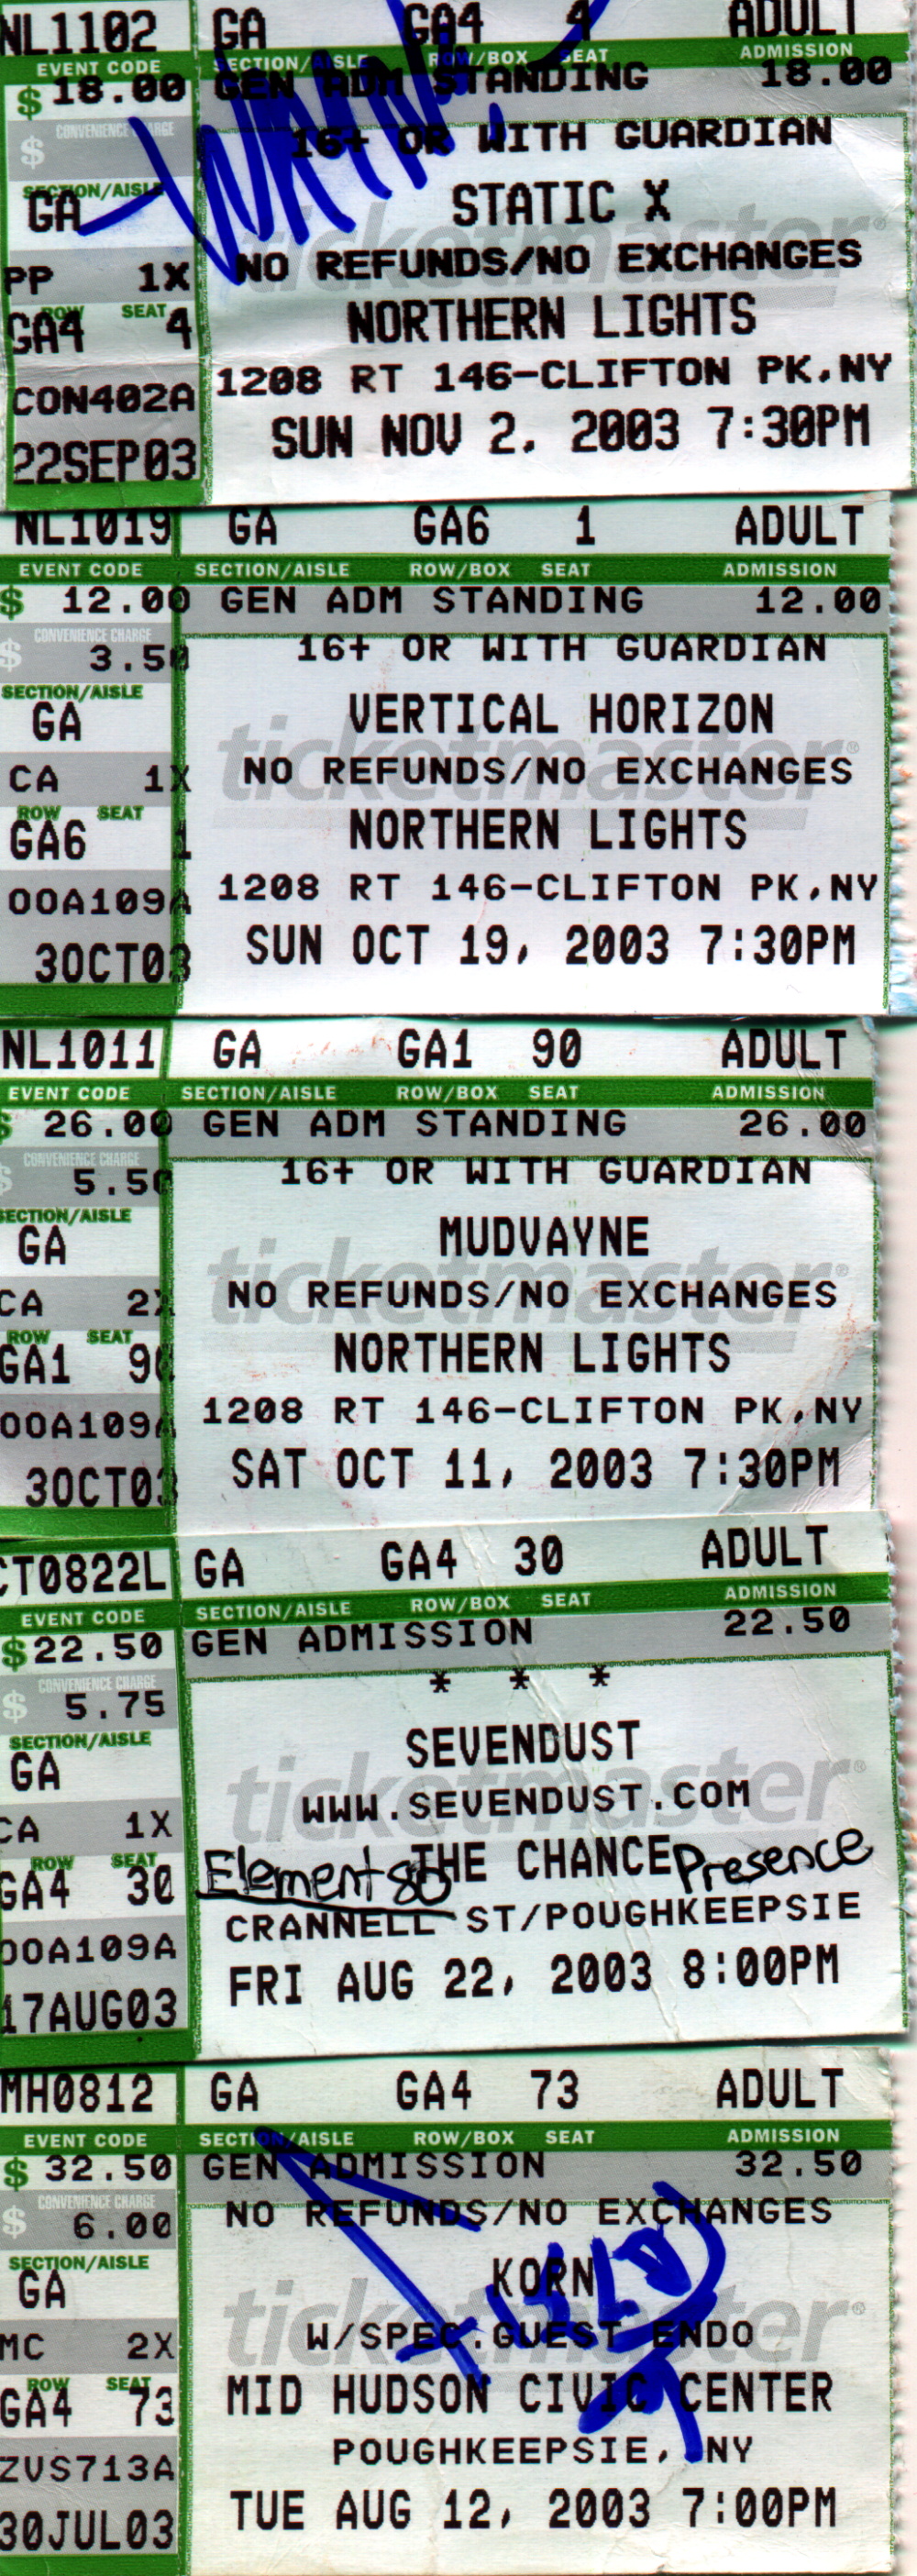 NL1102 GA GA4 4 ADULT
EVENT CODE SECTION/AISLE ROW/BOX SEAT ADMISSION
$ 18.00 GEN ADM STANDING 18.00
$ CONVENIENCE CHARGE 16+ OR WITH GUARDIAN
SECTION/AISLE
GA STATIC X
ticketmaster®
PP 1X NO REFUNDS/NO EXCHANGES
ROW SEAT
GA4 4 NORTHERN LIGHTS
CON402A 1208 RT 146-CLIFTON PK,NY
22SEP03 SUN NOV 2, 2003 7:30PM
NL1019 GA GA6 1 ADULT
EVENT CODE SECTION/AISLE ROW/BOX SEAT ADMISSION
$ 12.00 GEN ADM STANDING 12.00
CONVENIENCE CHARGE
$ 3.50 16+ OR WITH GUARDIAN
SECTION/AISLE
GA VERTICAL HORIZON
ticketmaster®
CA 1X NO REFUNDS/NO EXCHANGES
ROW SEAT
GA6 1 NORTHERN LIGHTS
OOA109A 1208 RT 146-CLIFTON PK,NY
3OCT03 SUN OCT 19, 2003 7:30PM
NL1011 GA GA1 90 ADULT
EVENT CODE SECTION/AISLE ROW/BOX SEAT ADMISSION
$ 26.00 GEN ADM STANDING 26.00
CONVENIENCE CHARGE
$ 5.50 16+ OR WITH GUARDIAN
SECTION/AISLE
GA MUDVAYNE
ticketmaster®
CA 2X NO REFUNDS/NO EXCHANGES
ROW SEAT
GA1 90 NORTHERN LIGHTS
OOA109A 1208 RT 146-CLIFTON PK,NY
3OCT03 SAT OCT 11, 2003 7:30PM
CT0822L GA GA4 30 ADULT
EVENT CODE SECTION/AISLE ROW/BOX SEAT ADMISSION
$22.50 GEN ADMISSION 22.50
CONVENIENCE CHARGE
$ 5.75 * * *
SECTION/AISLE
GA SEVENDUST
ticketmaster®
CA 1X WWW.SEVENDUST.COM
ROW SEAT
GA4 30 Element 80 THE CHANCE Presence
OOA109A CRANNELL ST/POUGHKEEPSIE
17AUG03 FRI AUG 22, 2003 8:00PM
MH0812 GA GA4 73 ADULT
EVENT CODE SECTION/AISLE ROW/BOX SEAT ADMISSION
$ 32.50 GEN ADMISSION 32.50
CONVENIENCE CHARGE
$ 6.00 NO REFUNDS/NO EXCHANGES
SECTION/AISLE
GA KORN
ticketmaster®
MC 2X W/SPEC.GUEST ENDO
ROW SEAT
GA4 73 MID HUDSON CIVIC CENTER
ZVS713A POUGHKEEPSIE, NY
30JUL03 TUE AUG 12, 2003 7:00PM